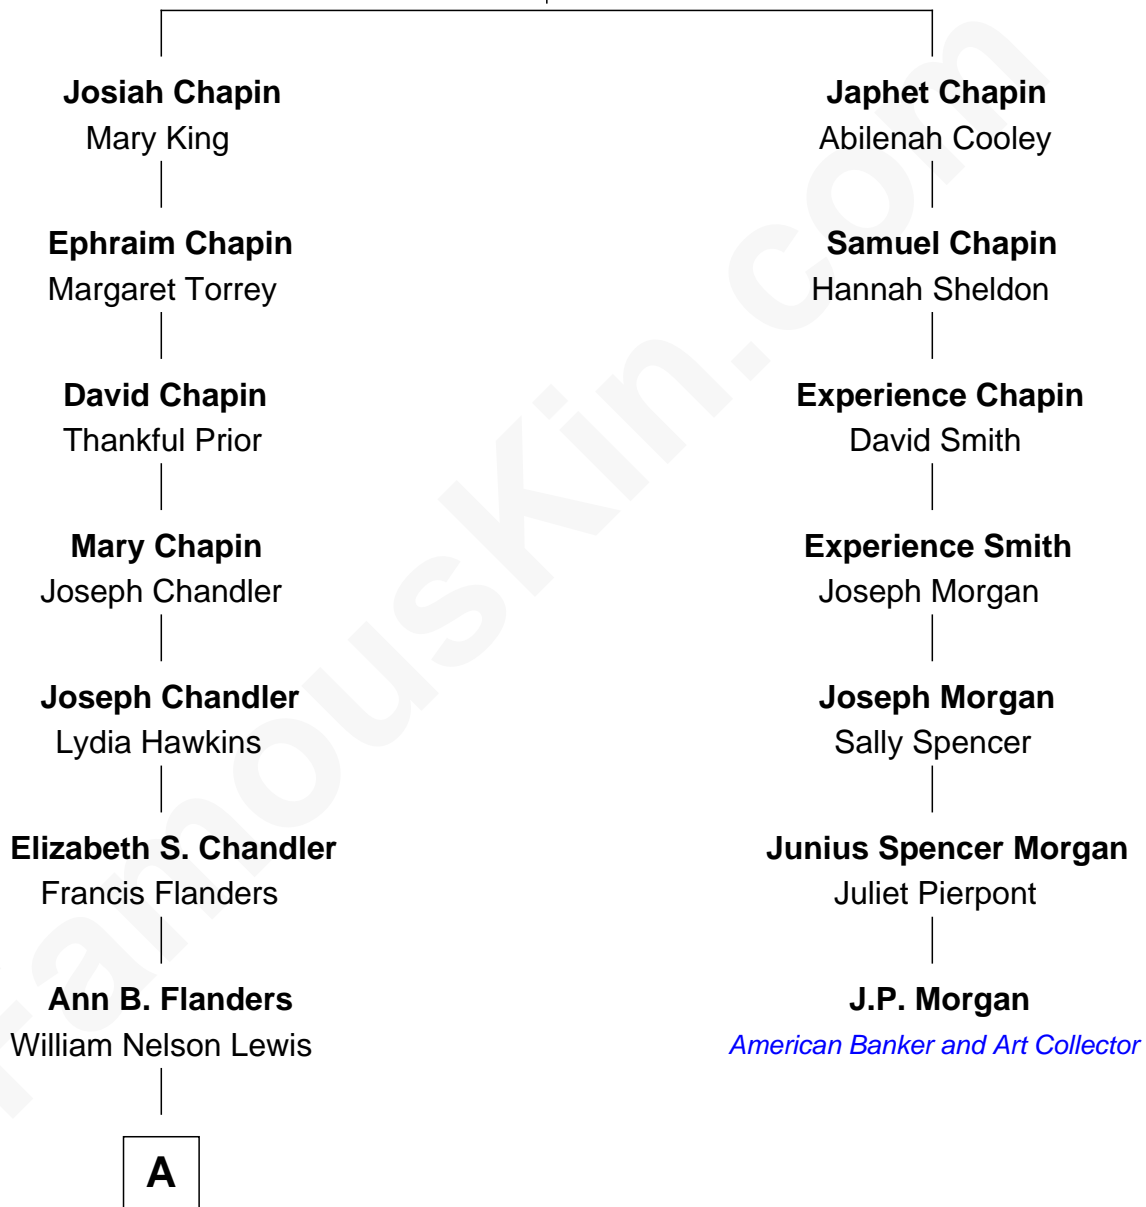 Josiah Chapin
Mary King
Ephraim Chapin
Margaret Torrey
David Chapin
Thankful Prior
Mary Chapin
Joseph Chandler
Joseph Chandler
Lydia Hawkins
Elizabeth S. Chandler
Francis Flanders
Ann B. Flanders
William Nelson Lewis
A
Japhet Chapin
Abilenah Cooley
Samuel Chapin
Hannah Sheldon
Experience Chapin
David Smith
Experience Smith
Joseph Morgan
Joseph Morgan
Sally Spencer
Junius Spencer Morgan
Juliet Pierpont
J.P. Morgan
American Banker and Art Collector
FamousKin.com